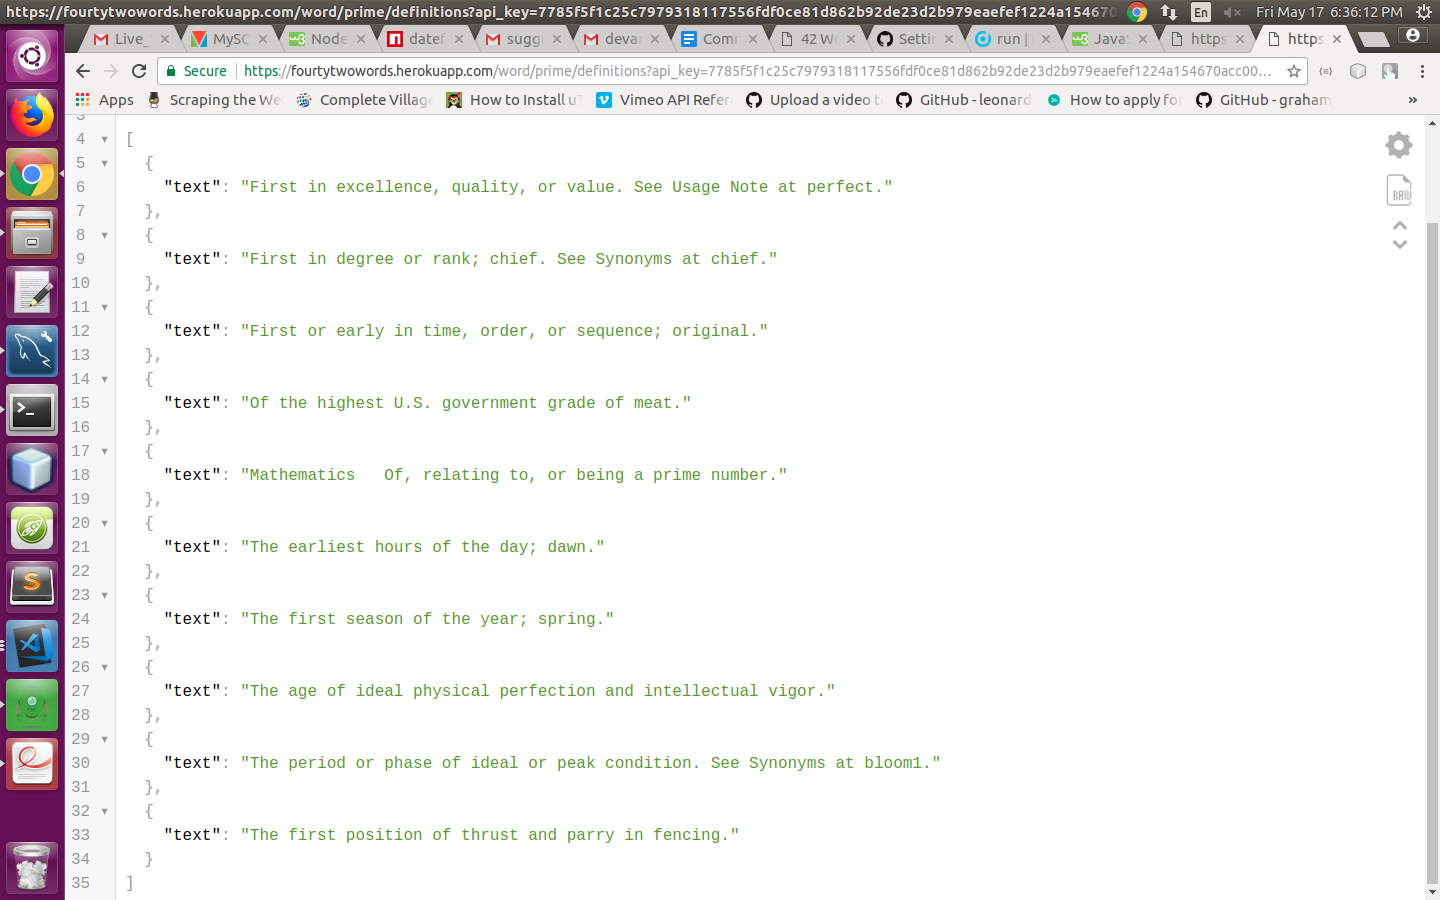 https://fourtytwowords.herokuapp.com/word/prime/definitions?api_key=7785f5f1c25c7979318117556fdf0ce81d862b92de23d2b979eaefef1224a154670
En
Fri May 17 6:36:12 PM
Live_
MySQ
Node
n
datef
sugge
devar
Comm
42 Wo
Settin
run |
JavaS
https
https
Secure
https://fourtytwowords.herokuapp.com/word/prime/definitions?api_key=7785f5f1c25c7979318117556fdf0ce81d862b92de23d2b979eaefef1224a154670acc00...
Apps
Scraping the We
Complete Village
How to Install uT
Vimeo API Refer
Upload a video t
GitHub - leonard
How to apply for
GitHub - graham
»
3
4 [
5 {
6 "text": "First in excellence, quality, or value. See Usage Note at perfect."
7 },
8 {
9 "text": "First in degree or rank; chief. See Synonyms at chief."
10 },
11 {
12 "text": "First or early in time, order, or sequence; original."
13 },
14 {
15 "text": "Of the highest U.S. government grade of meat."
16 },
17 {
18 "text": "Mathematics   Of, relating to, or being a prime number."
19 },
20 {
21 "text": "The earliest hours of the day; dawn."
22 },
23 {
24 "text": "The first season of the year; spring."
25 },
26 {
27 "text": "The age of ideal physical perfection and intellectual vigor."
28 },
29 {
30 "text": "The period or phase of ideal or peak condition. See Synonyms at bloom1."
31 },
32 {
33 "text": "The first position of thrust and parry in fencing."
34 }
35 ]
RAW